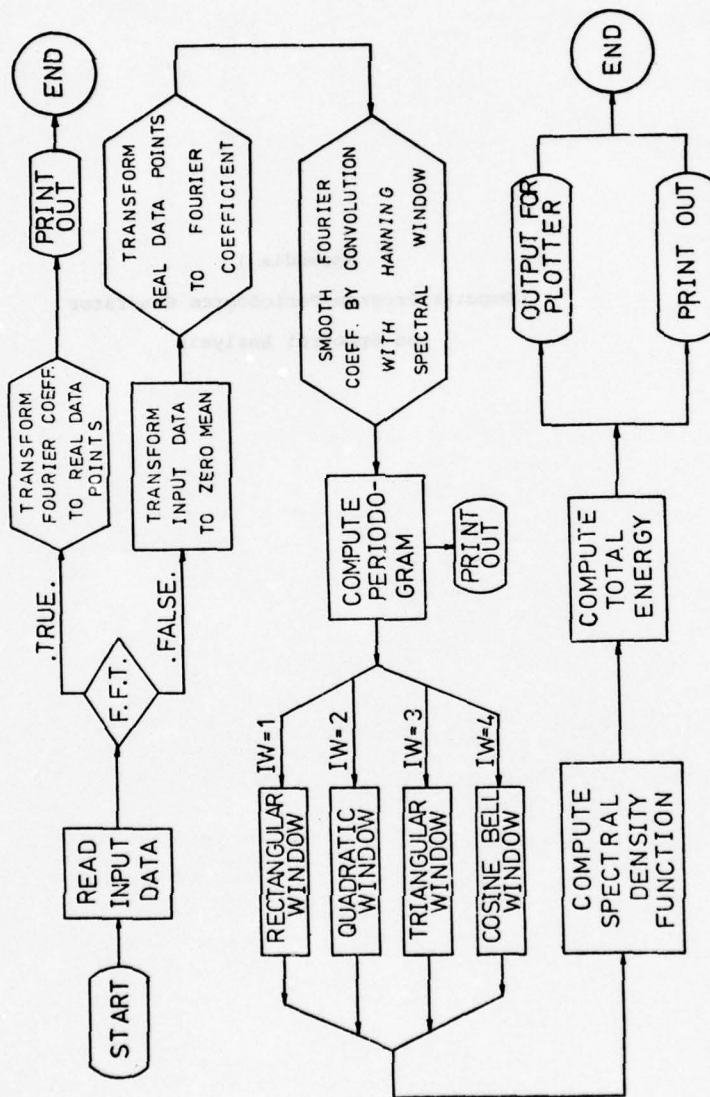 START
READ
INPUT
DATA
F.F.T.
.TRUE.
TRANSFORM
FOURIER COEFF.
TO REAL DATA
POINTS
PRINT
OUT
END
.FALSE.
TRANSFORM
INPUT DATA
TO ZERO MEAN
TRANSFORM
REAL DATA POINTS
TO FOURIER
COEFFICIENT
SMOOTH FOURIER
COEFF. BY CONVOLUTION
WITH HANNING
SPECTRAL WINDOW
COMPUTE
PERIODO-
GRAM
PRINT
OUT
IW=1
RECTANGULAR
WINDOW
IW=2
QUADRATIC
WINDOW
IW=3
TRIANGULAR
WINDOW
IW=4
COSINE BELL
WINDOW
COMPUTE
SPECTRAL
DENSITY
FUNCTION
COMPUTE
TOTAL
ENERGY
OUTPUT FOR
PLOTTER
PRINT OUT
END